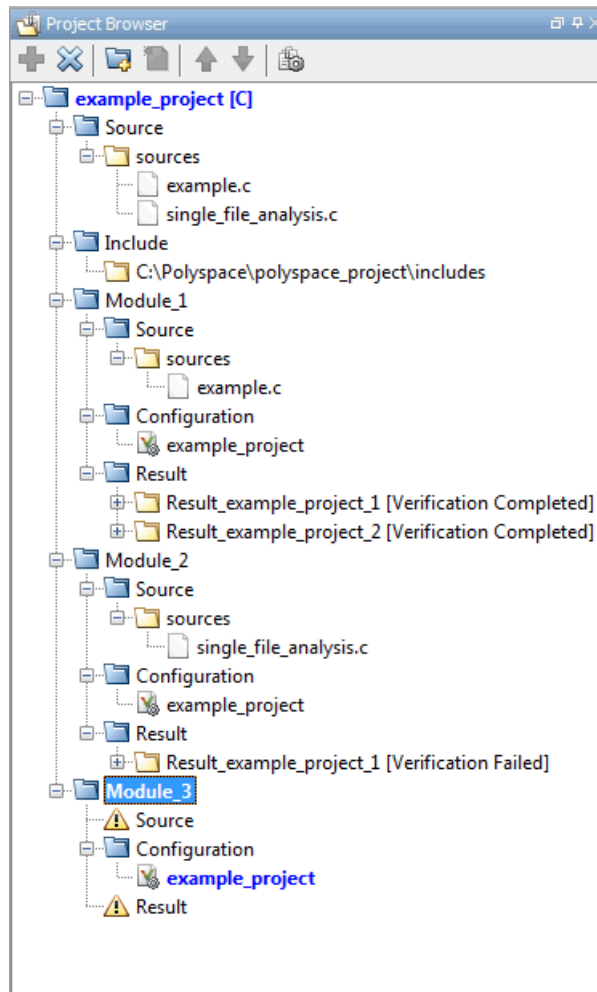 Project Browser
example_project [C]
Source
sources
example.c
single_file_analysis.c
Include
C:\Polyspace\polyspace_project\includes
Module_1
Source
sources
example.c
Configuration
example_project
Result
Result_example_project_1 [Verification Completed]
Result_example_project_2 [Verification Completed]
Module_2
Source
sources
single_file_analysis.c
Configuration
example_project
Result
Result_example_project_1 [Verification Failed]
Module_3
Source
Configuration
example_project
Result